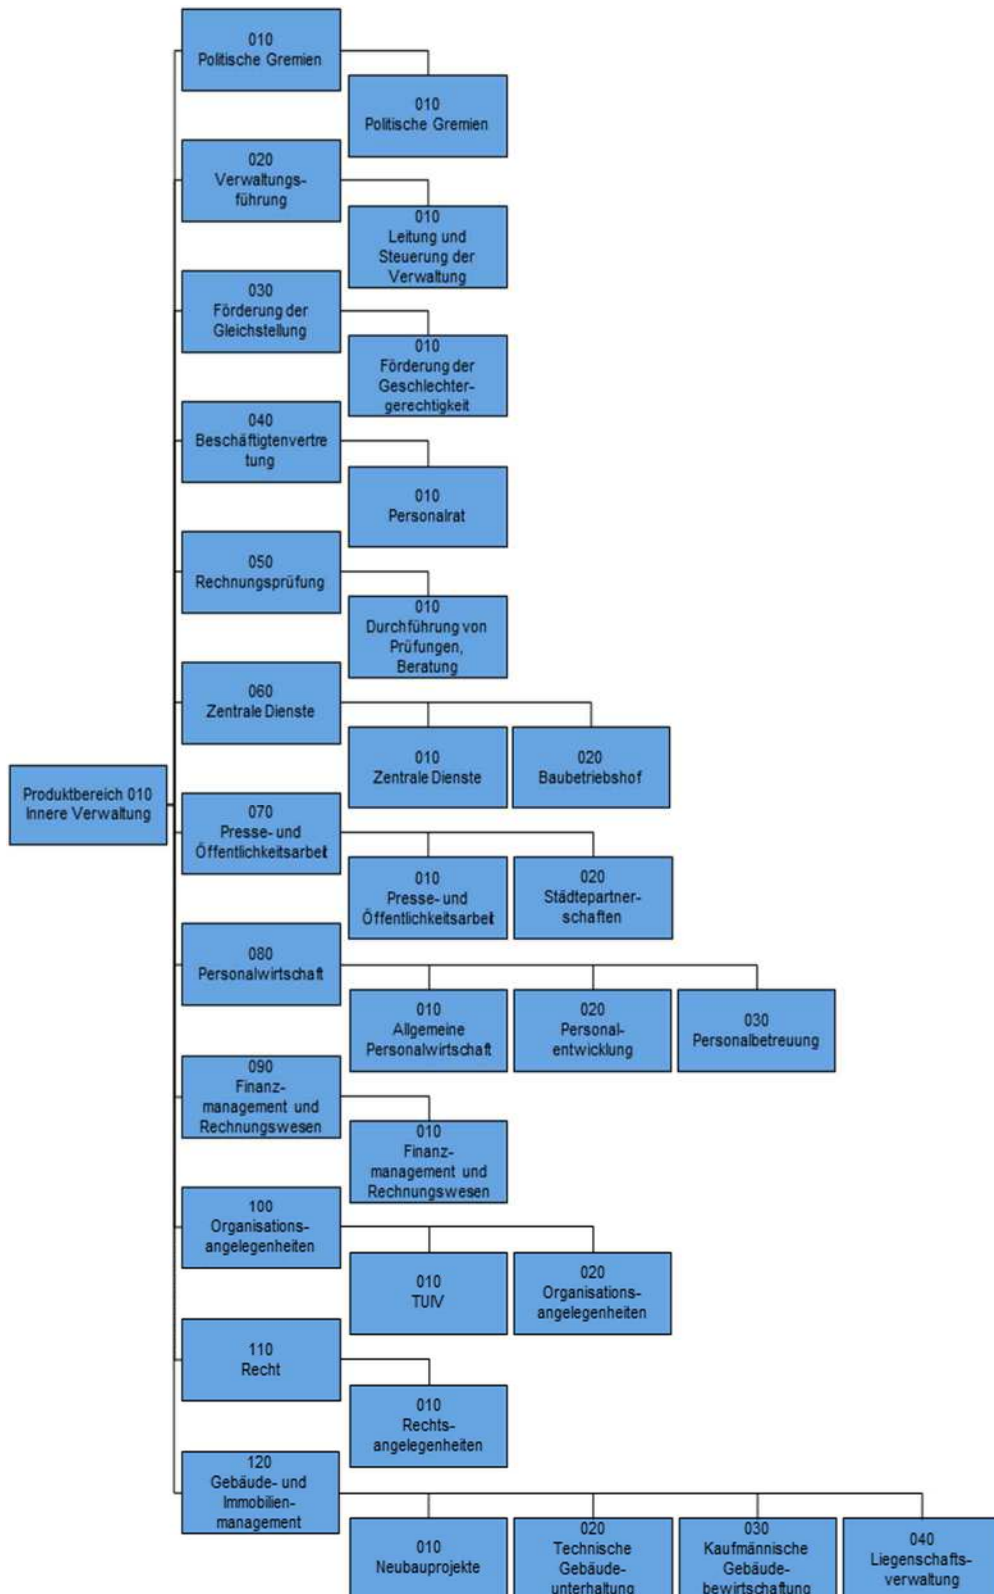 010
Politische Gremien
010
Politische Gremien
020
Verwaltungs-
führung
010
Leitung und
Steuerung der
Verwaltung
030
Förderung der
Gleichstellung
010
Förderung der
Geschlechter-
gerechtigkeit
040
Beschäftigtenvertre
tung
010
Personalrat
050
Rechnungsprüfung
010
Durchführung von
Prüfungen,
Beratung
060
Zentrale Dienste
010
Zentrale Dienste
020
Baubetriebshof
Produktbereich 010
Innere Verwaltung
070
Presse- und
Öffentlichkeitsarbeit
010
Presse- und
Öffentlichkeitsarbeit
020
Städtepartner-
schaften
080
Personalwirtschaft
010
Allgemeine
Personalwirtschaft
020
Personal-
entwicklung
030
Personalbetreuung
090
Finanz-
management und
Rechnungswesen
010
Finanz-
management und
Rechnungswesen
100
Organisations-
angelegenheiten
010
TUIV
020
Organisations-
angelegenheiten
110
Recht
010
Rechts-
angelegenheiten
120
Gebäude- und
Immobilien-
management
010
Neubauprojekte
020
Technische
Gebäude-
unterhaltung
030
Kaufmännische
Gebäude-
bewirtschaftung
040
Liegenschafts-
verwaltung